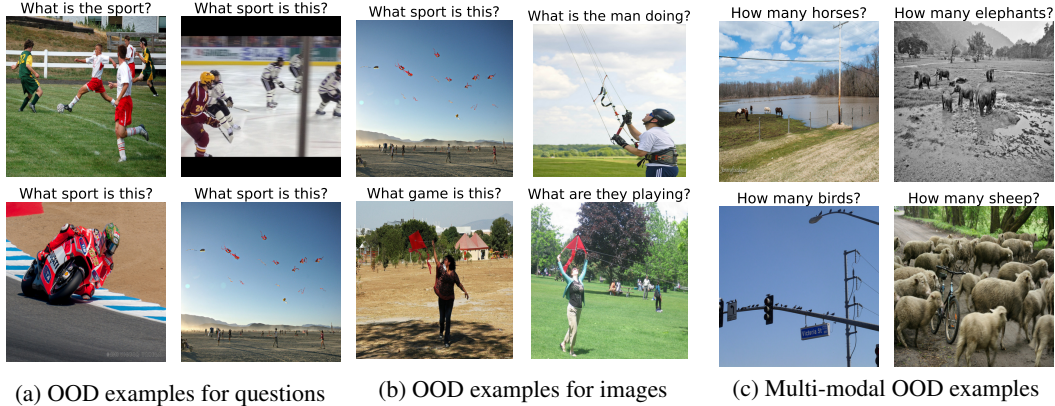 What is the sport?
What sport is this?
What sport is this?
What is the man doing?
How many horses?
How many elephants?
What sport is this?
What sport is this?
What game is this?
What are they playing?
How many birds?
How many sheep?
(a) OOD examples for questions
(b) OOD examples for images
(c) Multi-modal OOD examples